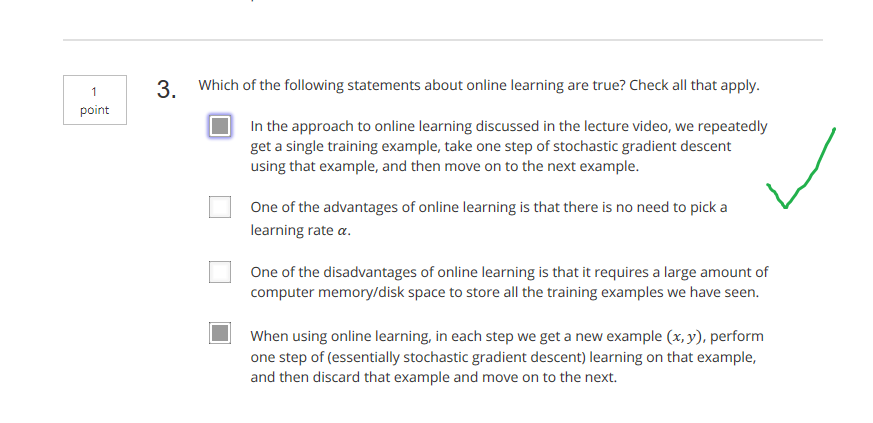 1
point
3. Which of the following statements about online learning are true? Check all that apply.
In the approach to online learning discussed in the lecture video, we repeatedly
get a single training example, take one step of stochastic gradient descent
using that example, and then move on to the next example.
One of the advantages of online learning is that there is no need to pick a
learning rate α.
One of the disadvantages of online learning is that it requires a large amount of
computer memory/disk space to store all the training examples we have seen.
When using online learning, in each step we get a new example (x, y), perform
one step of (essentially stochastic gradient descent) learning on that example,
and then discard that example and move on to the next.